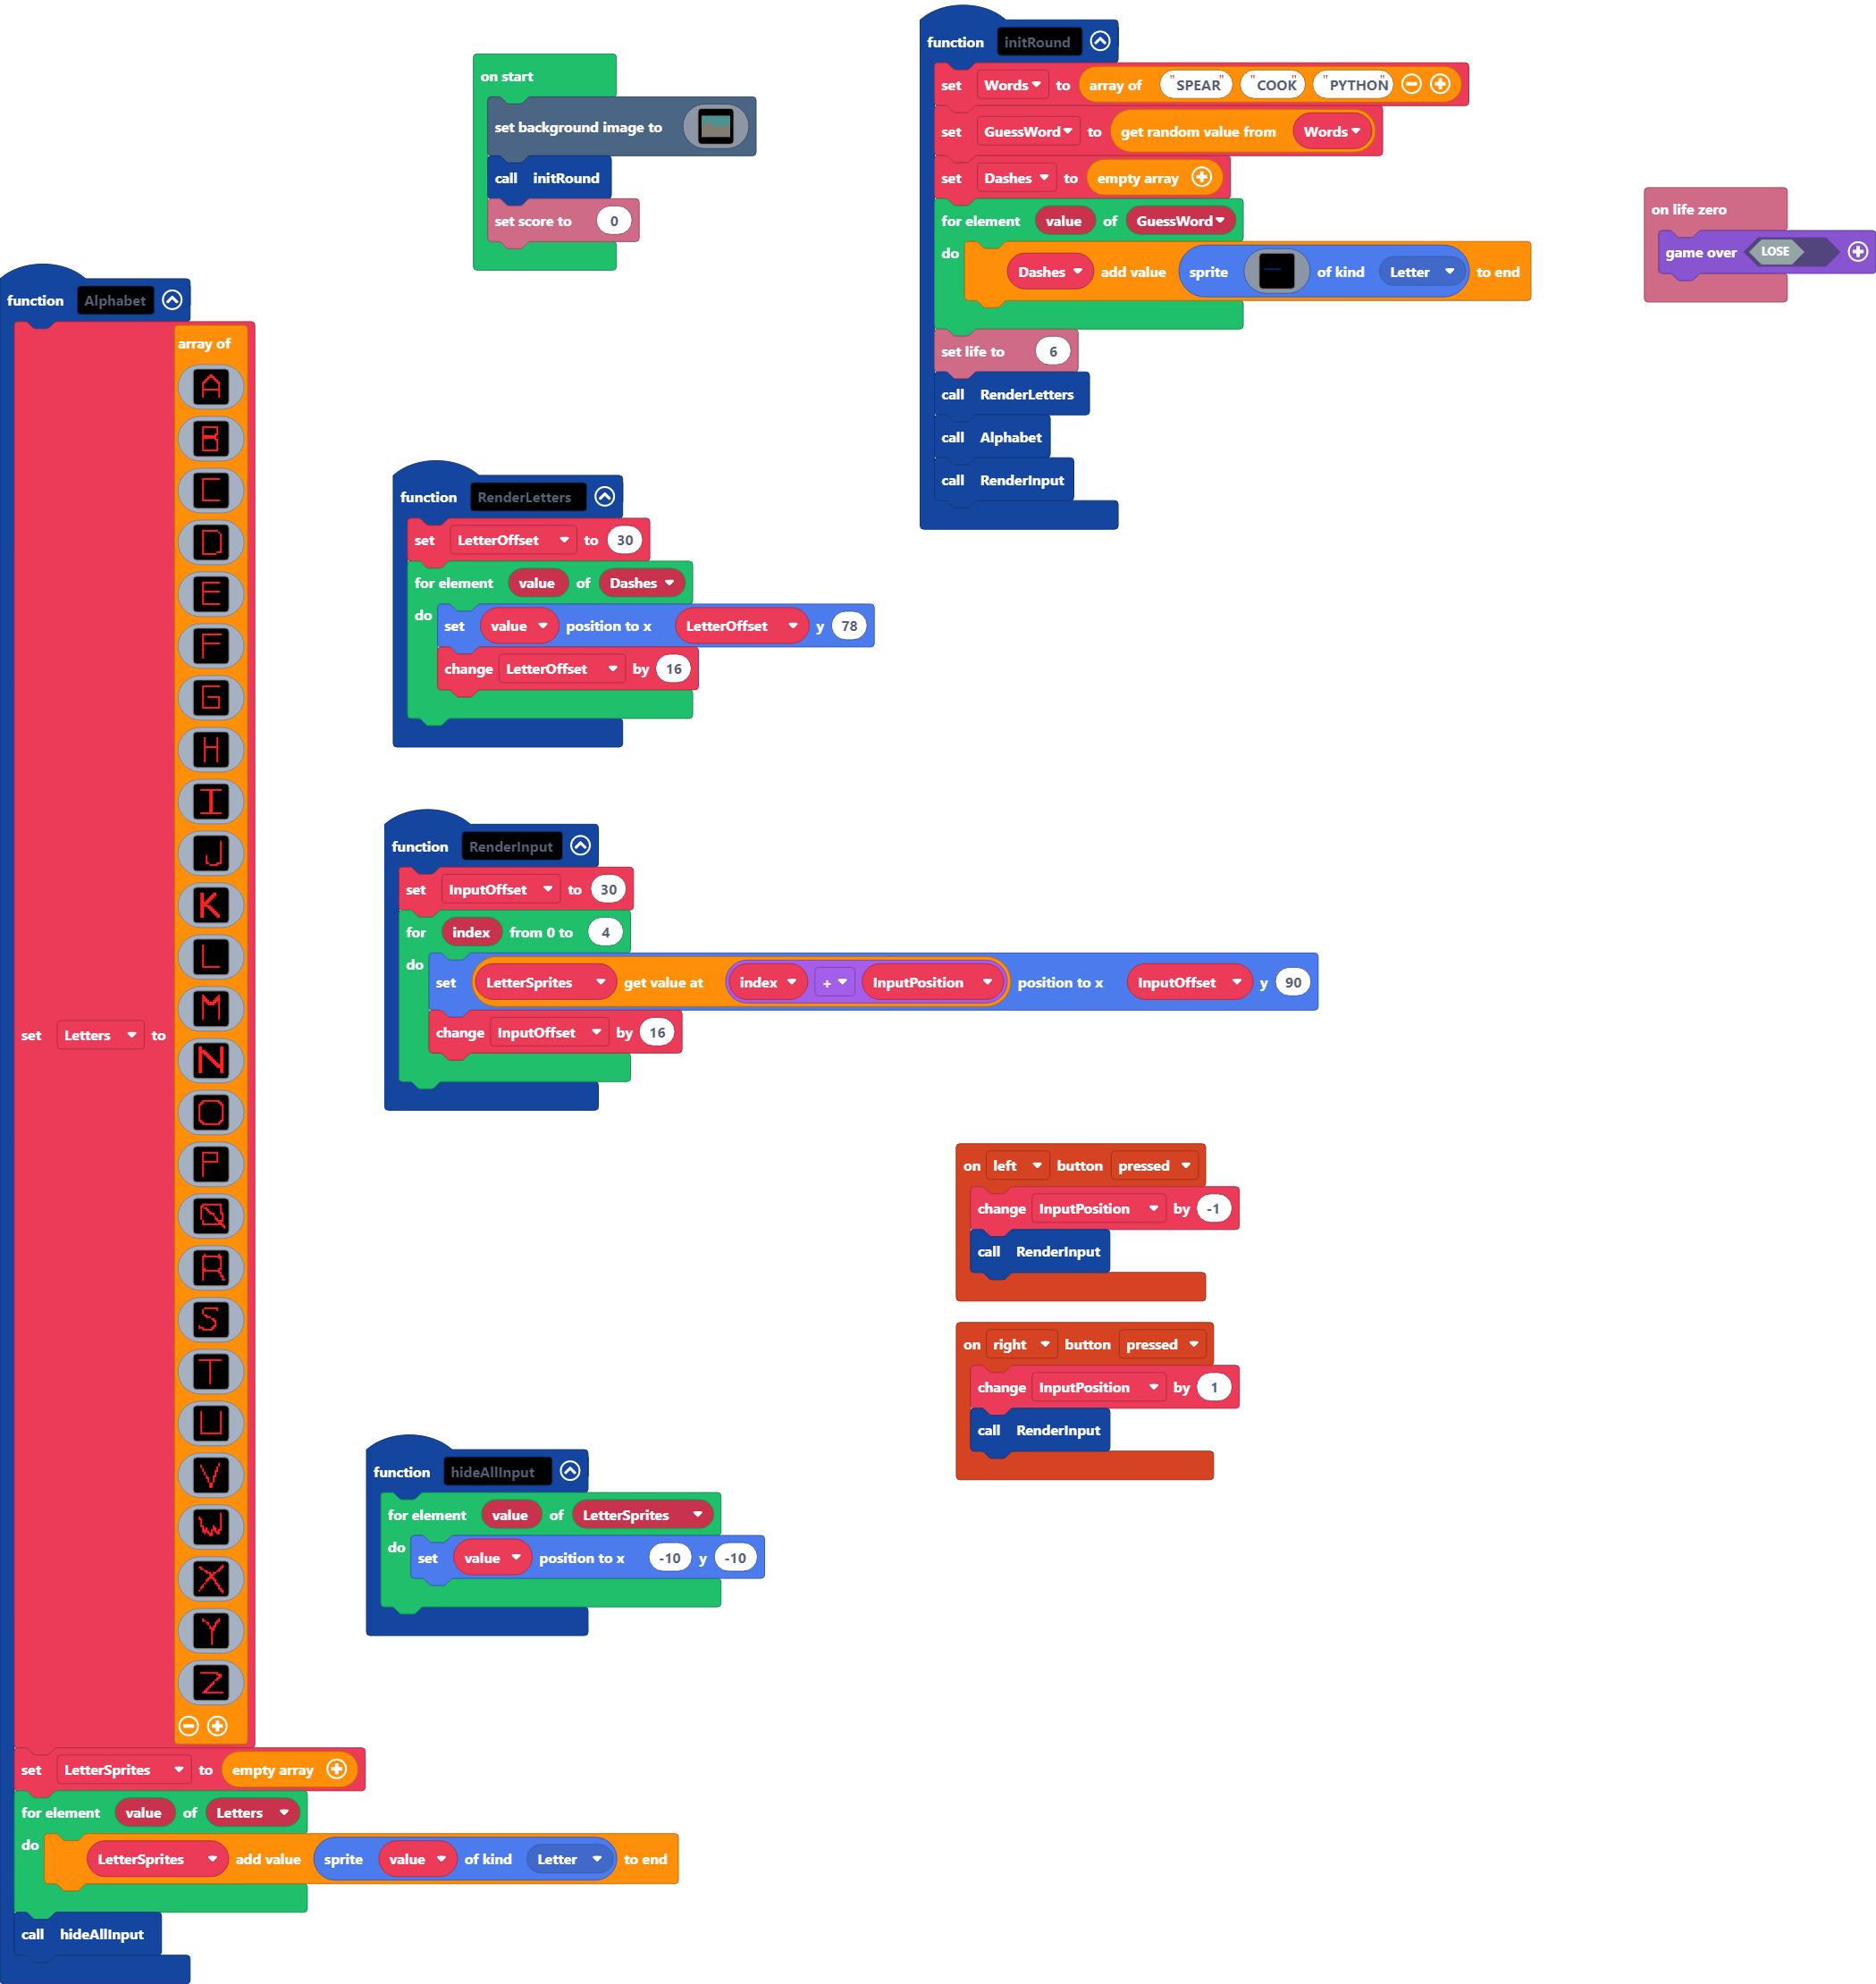 on start
set background image to
call initRound
set score to 0
function initRound
set Words to array of "SPEAR" "COOK" "PYTHON"
set GuessWord to get random value from Words
set Dashes to empty array
for element value of GuessWord
do
Dashes add value sprite of kind Letter to end
set life to 6
call RenderLetters
call Alphabet
call RenderInput
on life zero
game over LOSE
function Alphabet
set Letters to array of
A
B
C
D
E
F
G
H
I
J
K
L
M
N
O
P
Q
R
S
T
U
V
W
X
Y
Z
set LetterSprites to empty array
for element value of Letters
do
LetterSprites add value sprite value of kind Letter to end
call hideAllInput
function RenderLetters
set LetterOffset to 30
for element value of Dashes
do
set value position to x LetterOffset y 78
change LetterOffset by 16
function RenderInput
set InputOffset to 30
for index from 0 to 4
do
set LetterSprites get value at index + InputPosition position to x InputOffset y 90
change InputOffset by 16
on left button pressed
change InputPosition by -1
call RenderInput
on right button pressed
change InputPosition by 1
call RenderInput
function hideAllInput
for element value of LetterSprites
do
set value position to x -10 y -10